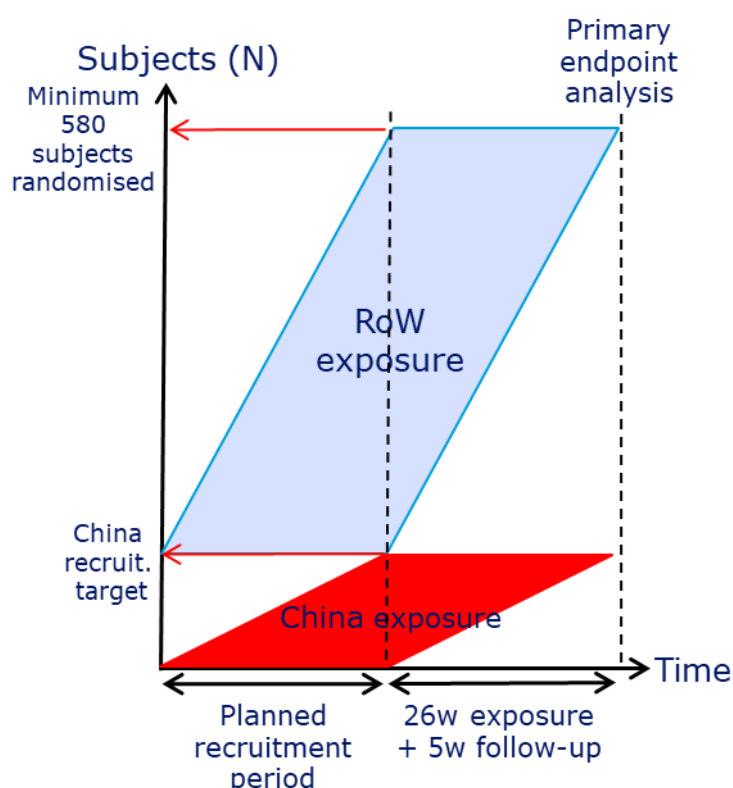 Primary
endpoint
analysis
Subjects (N)
Minimum
580
subjects
randomised
RoW
exposure
China
recruit.
target
China exposure
Time
Planned
recruitment
period
26w exposure
+ 5w follow-up